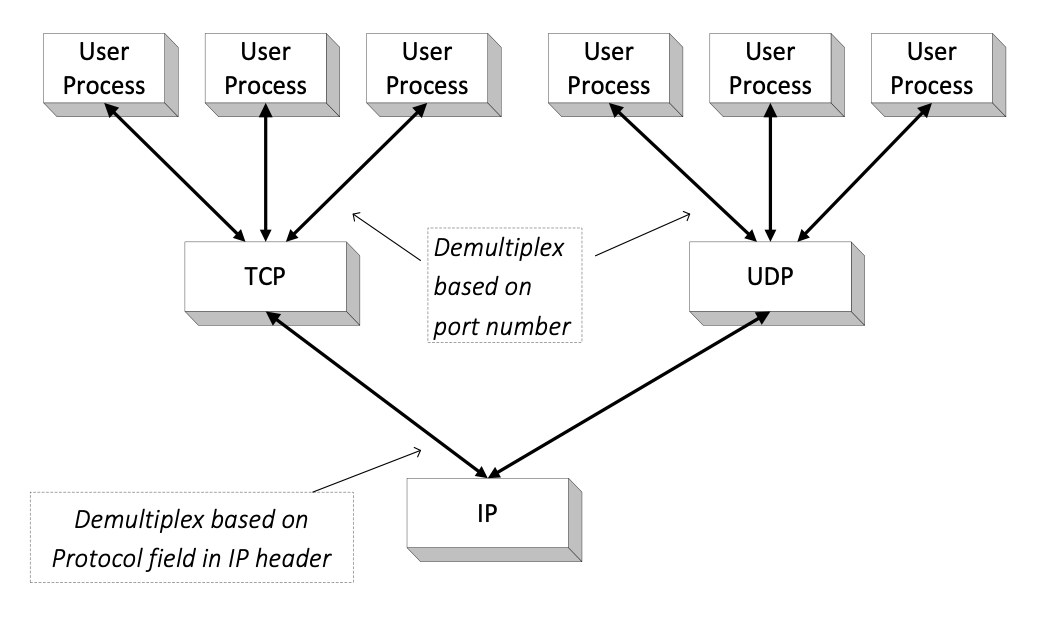 User
Process
User
Process
User
Process
User
Process
User
Process
User
Process
TCP
Demultiplex
based on
port number
UDP
Demultiplex based on
Protocol field in IP header
IP